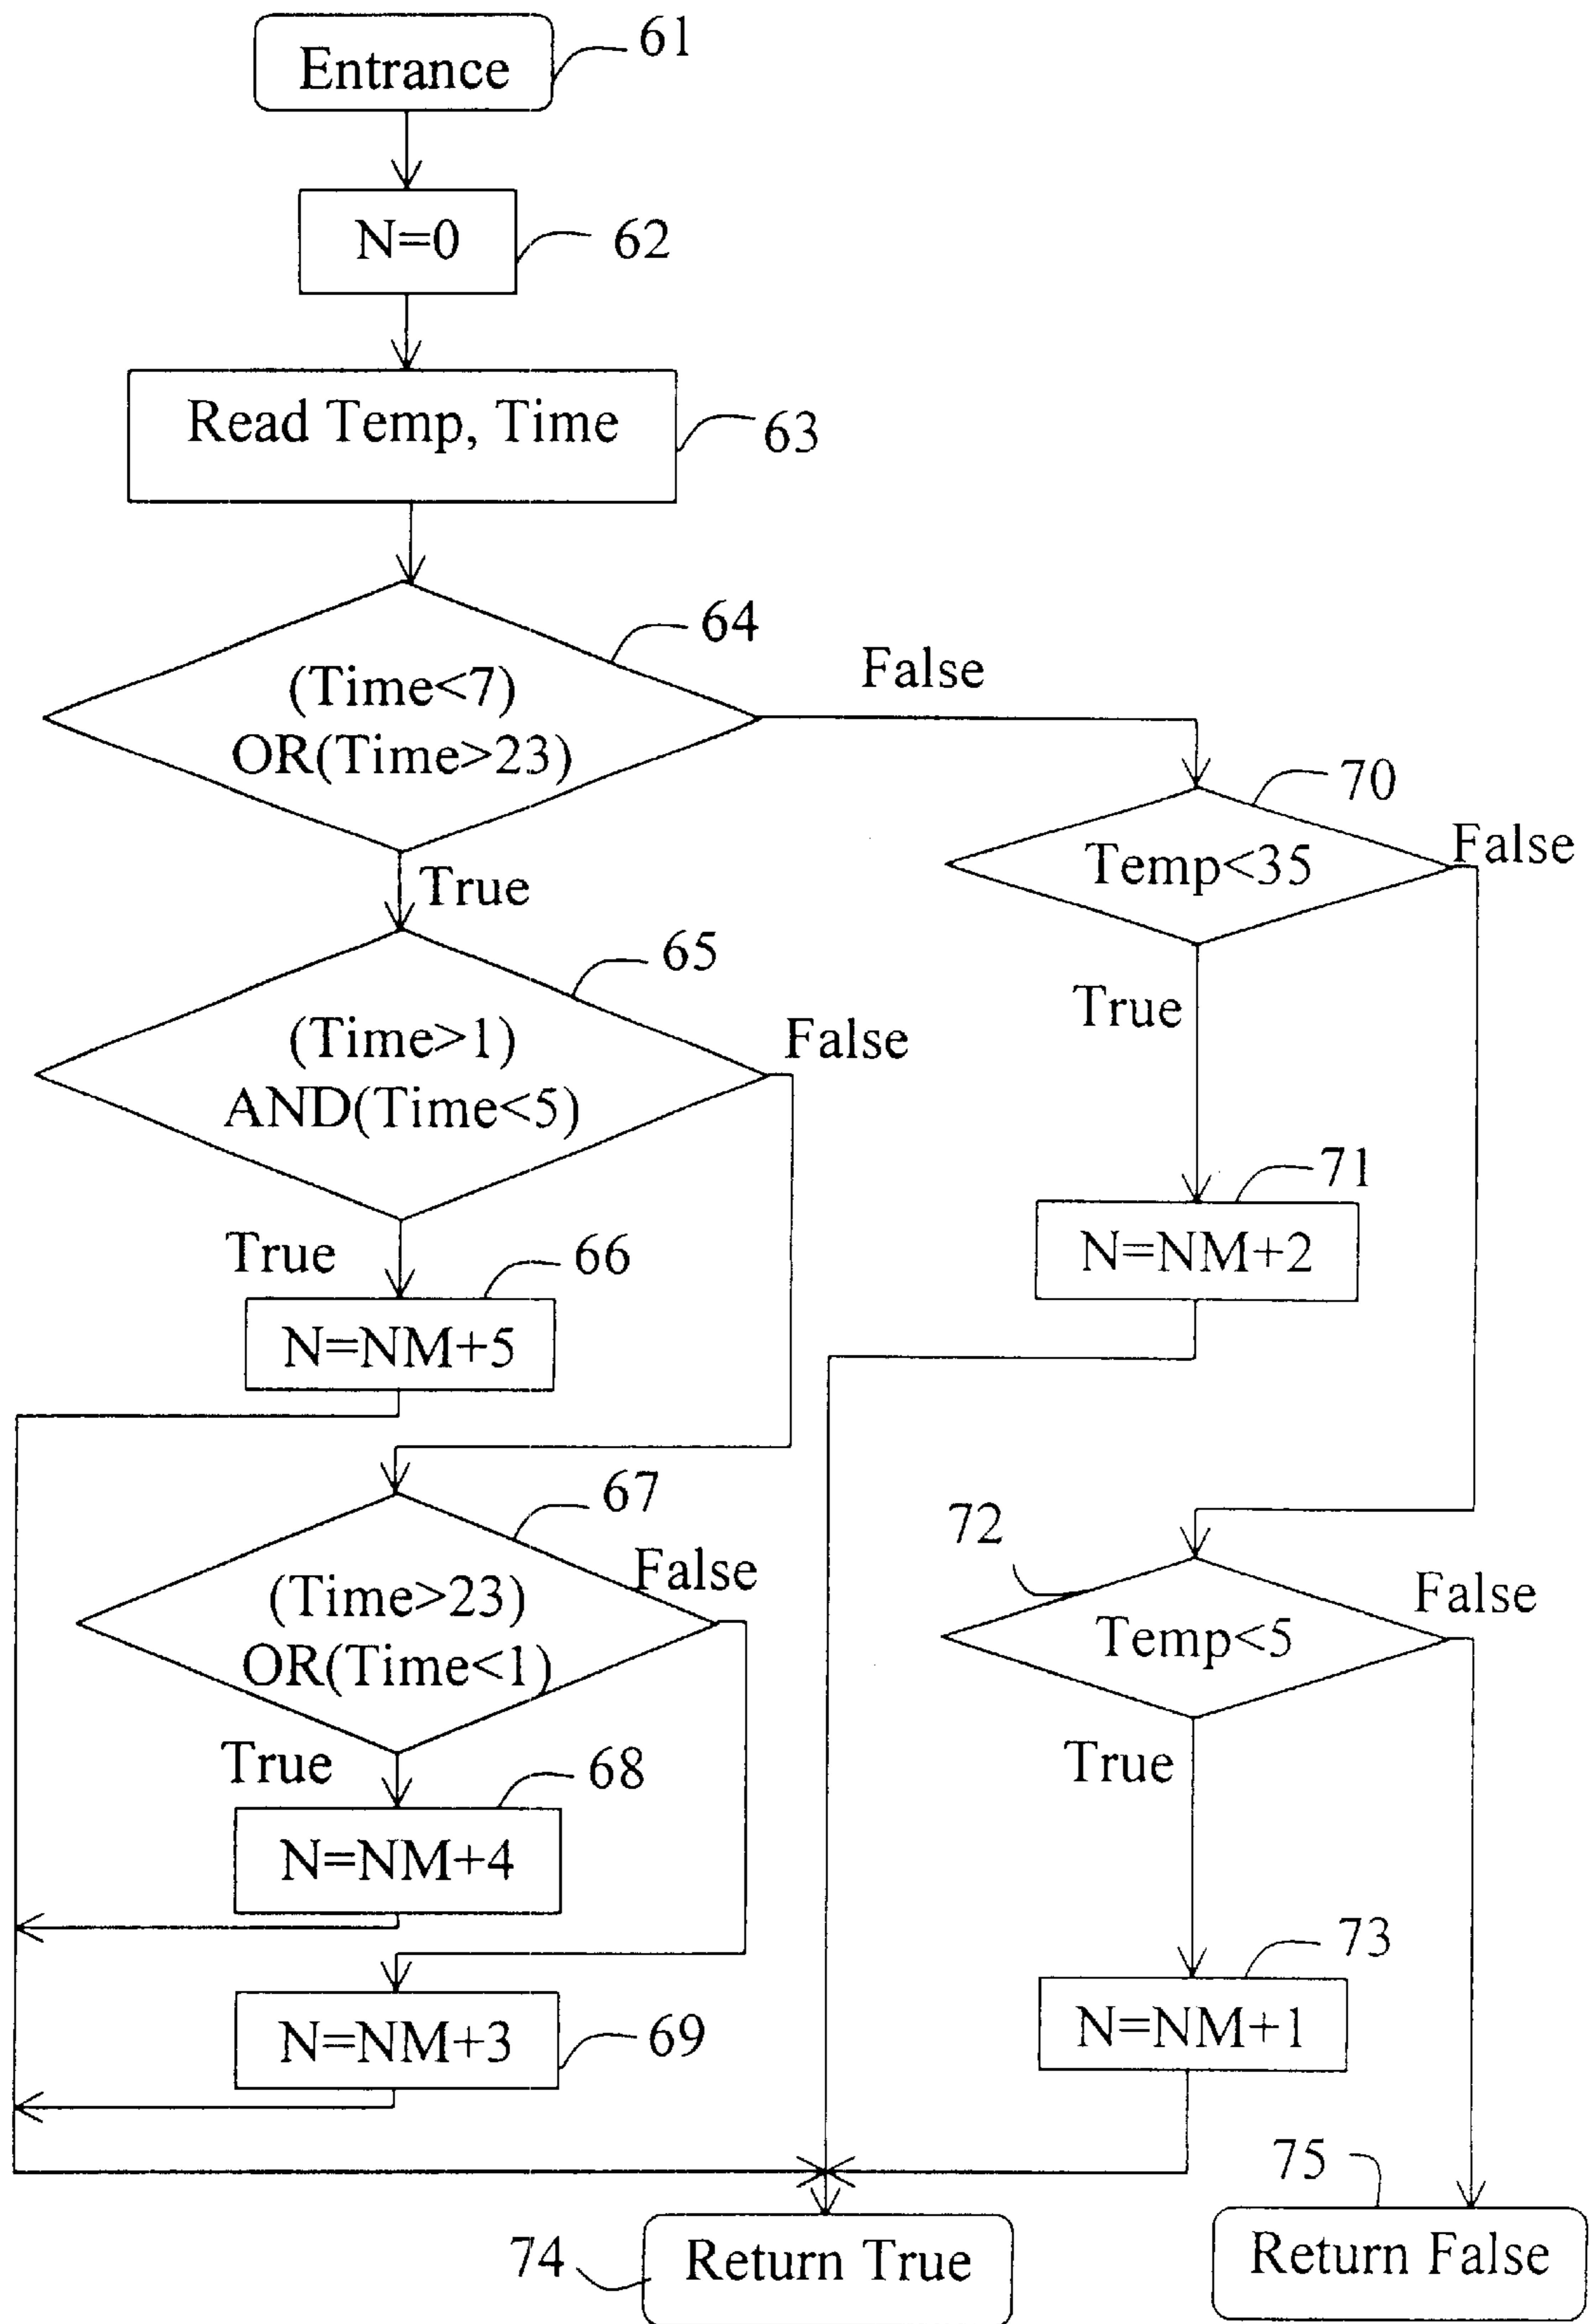 Entrance
61
N=0
62
Read Temp, Time
63
64
(Time<7)
OR(Time>23)
False
True
70
Temp<35
False
True
65
(Time>1)
AND(Time<5)
False
True
66
N=NM+5
71
N=NM+2
67
(Time>23)
OR(Time<1)
False
True
68
N=NM+4
N=NM+3
69
72
Temp<5
False
True
73
N=NM+1
74
Return True
75
Return False